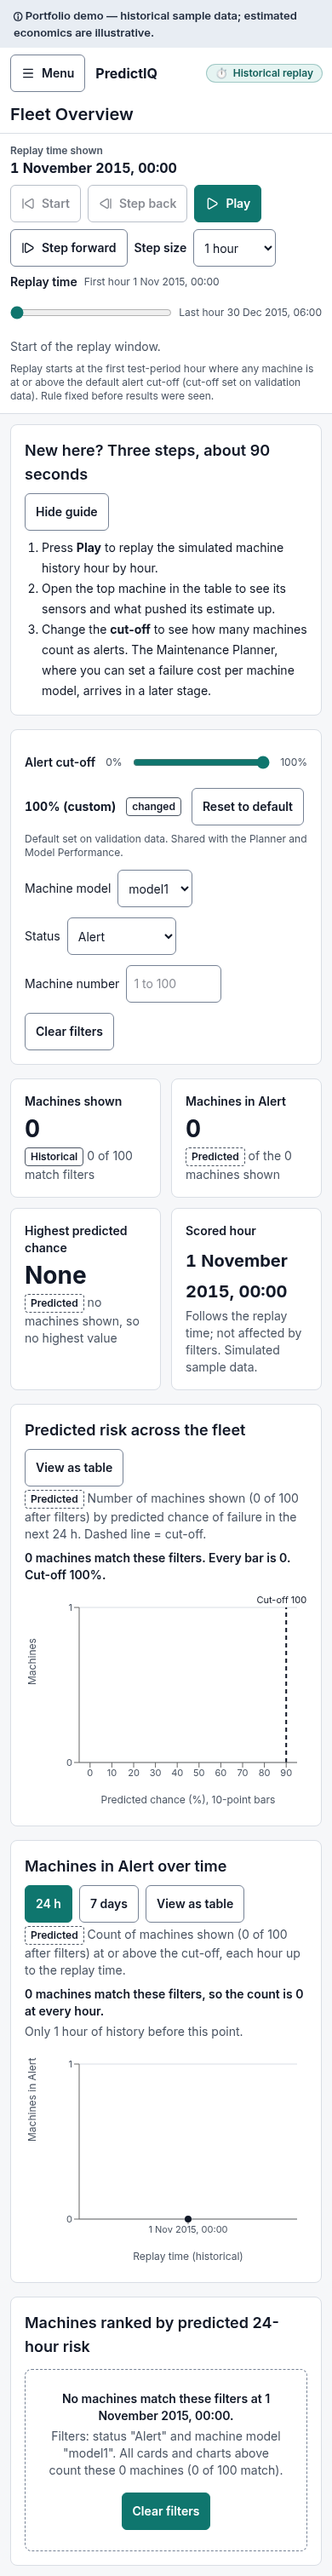 Portfolio demo — historical sample data; estimated
economics are illustrative.
Menu
PredictIQ
Historical replay
Fleet Overview
Replay time shown
1 November 2015, 00:00
Start
Step back
Play
Step forward
Step size
1 hour
Replay time First hour 1 Nov 2015, 00:00
Last hour 30 Dec 2015, 06:00
Start of the replay window.
Replay starts at the first test-period hour where any machine is
at or above the default alert cut-off (cut-off set on validation
data). Rule fixed before results were seen.
New here? Three steps, about 90
seconds
Hide guide
1. Press Play to replay the simulated machine
history hour by hour.
2. Open the top machine in the table to see its
sensors and what pushed its estimate up.
3. Change the cut-off to see how many machines
count as alerts. The Maintenance Planner,
where you can set a failure cost per machine
model, arrives in a later stage.
Alert cut-off 0% 100%
100% (custom) changed Reset to default
Default set on validation data. Shared with the Planner and
Model Performance.
Machine model model1
Status Alert
Machine number 1 to 100
Clear filters
Machines shown
0
Historical 0 of 100
match filters
Machines in Alert
0
Predicted of the 0
machines shown
Highest predicted
chance
None
Predicted no
machines shown, so
no highest value
Scored hour
1 November
2015, 00:00
Follows the replay
time; not affected by
filters. Simulated
sample data.
Predicted risk across the fleet
View as table
Predicted Number of machines shown (0 of 100
after filters) by predicted chance of failure in the
next 24 h. Dashed line = cut-off.
0 machines match these filters. Every bar is 0.
Cut-off 100%.
Cut-off 100
1
Machines
0
0 10 20 30 40 50 60 70 80 90
Predicted chance (%), 10-point bars
Machines in Alert over time
24 h
7 days
View as table
Predicted Count of machines shown (0 of 100
after filters) at or above the cut-off, each hour up
to the replay time.
0 machines match these filters, so the count is 0
at every hour.
Only 1 hour of history before this point.
1
Machines in Alert
0
1 Nov 2015, 00:00
Replay time (historical)
Machines ranked by predicted 24-
hour risk
No machines match these filters at 1
November 2015, 00:00.
Filters: status "Alert" and machine model
"model1". All cards and charts above
count these 0 machines (0 of 100 match).
Clear filters